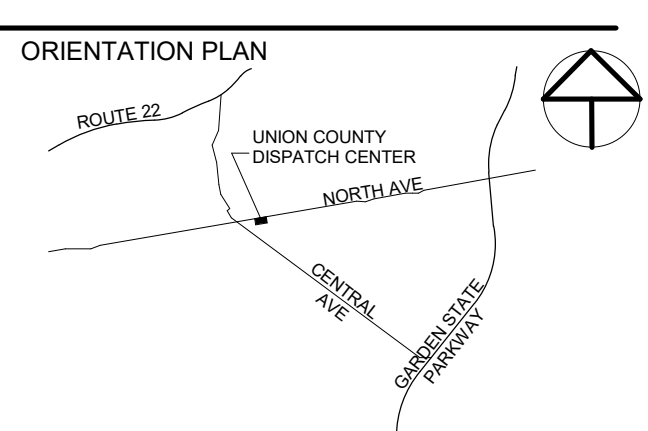 ORIENTATION PLAN
ROUTE 22
UNION COUNTY
DISPATCH CENTER
NORTH AVE
CENTRAL
AVE
GARDEN STATE
PARKWAY